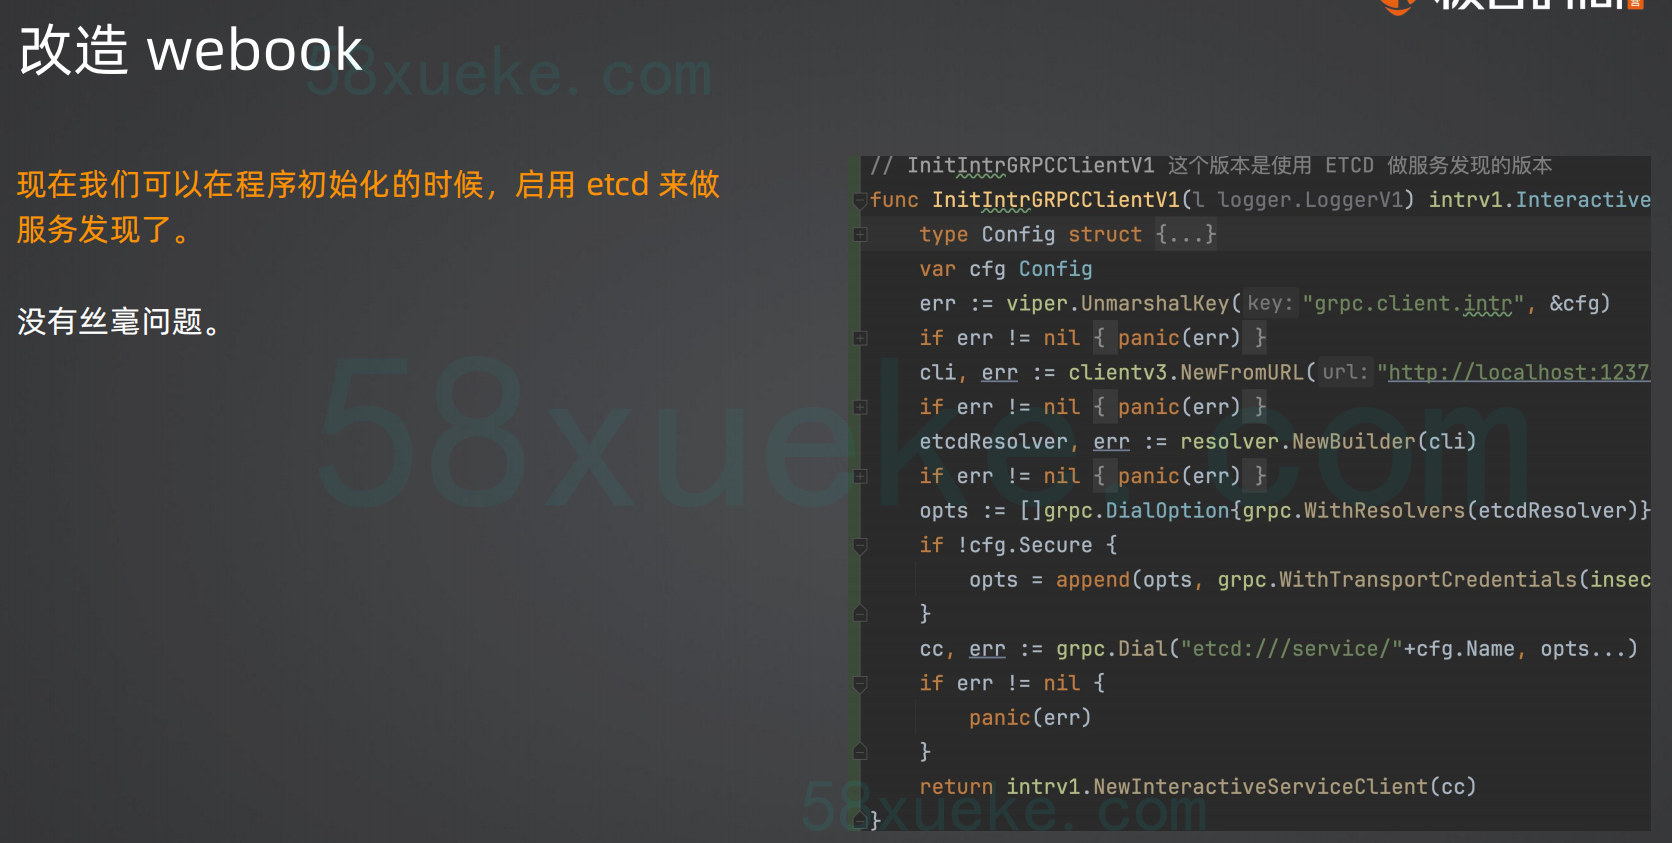 改造 webook
58xueke.com
现在我们可以在程序初始化的时候，启用 etcd 来做
服务发现了。
没有丝毫问题。
// InitIntrGRPCClientV1 这个版本是使用 ETCD 做服务发现的版本
func InitIntrGRPCClientV1(l logger.LoggerV1) intrv1.Interactive
type Config struct {...}
var cfg Config
err := viper.UnmarshalKey( key: "grpc.client.intr", &cfg)
if err != nil { panic(err) }
cli, err := clientv3.NewFromURL( url: "http://localhost:1237
if err != nil { panic(err) }
etcdResolver, err := resolver.NewBuilder(cli)
if err != nil { panic(err) }
opts := []grpc.DialOption{grpc.WithResolvers(etcdResolver)}
if !cfg.Secure {
opts = append(opts, grpc.WithTransportCredentials(insec
}
cc, err := grpc.Dial("etcd:///service/"+cfg.Name, opts...)
if err != nil {
panic(err)
}
return intrv1.NewInteractiveServiceClient(cc)
}
58xueke.com
58xueke.com